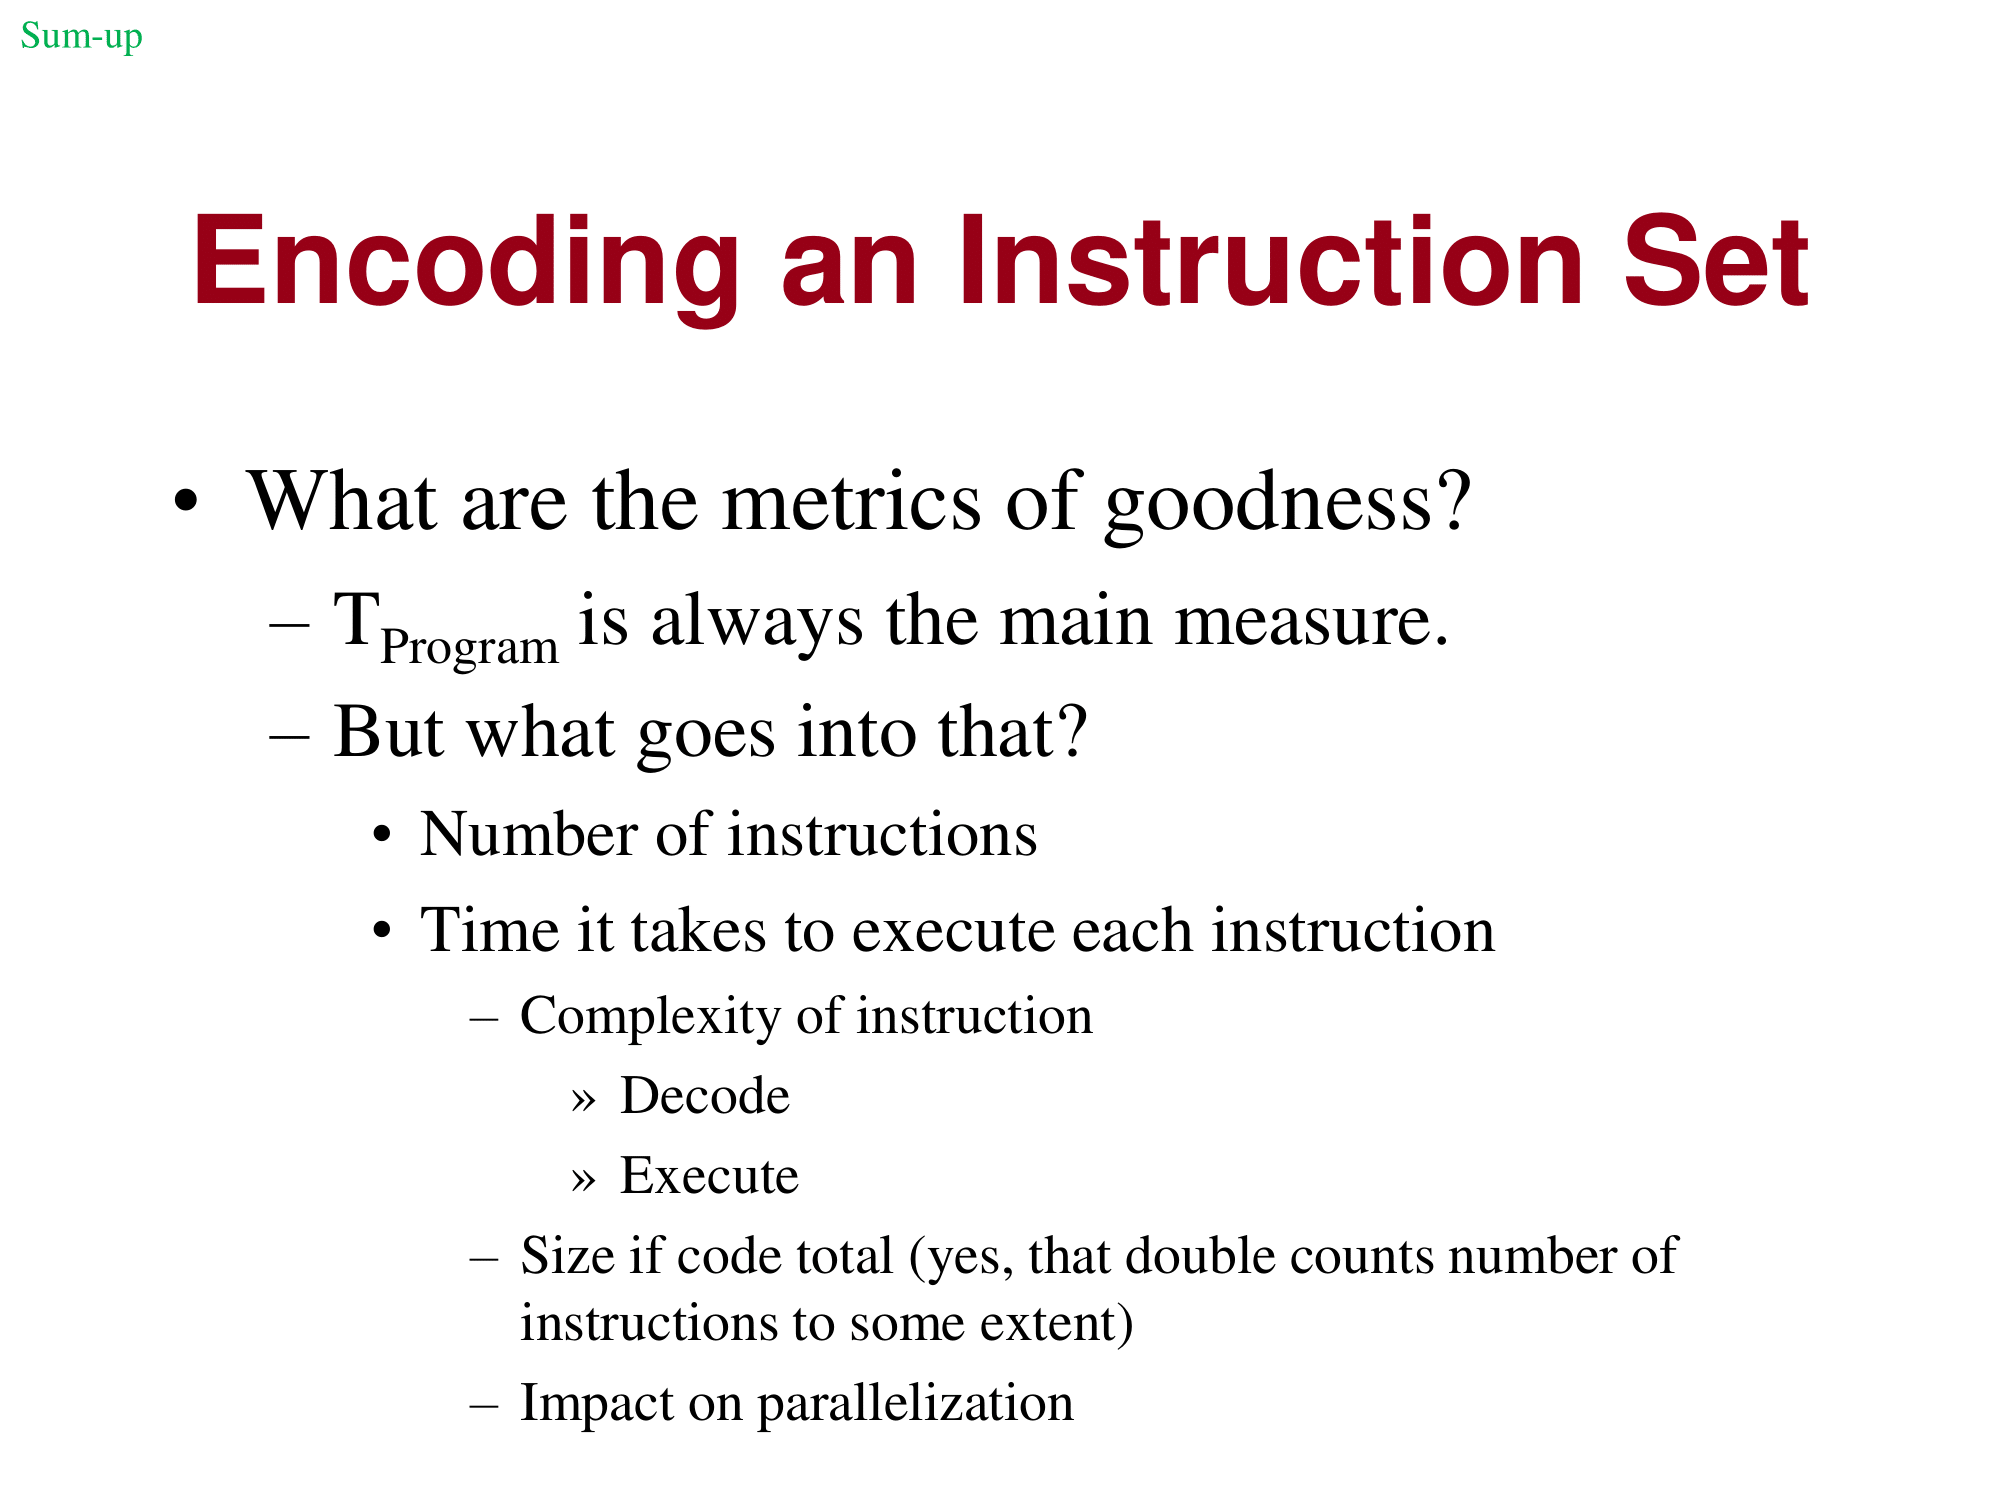 Sum-up
Encoding an Instruction Set
• What are the metrics of goodness?
– TProgram is always the main measure.
– But what goes into that?
• Number of instructions
• Time it takes to execute each instruction
– Complexity of instruction
» Decode
» Execute
– Size if code total (yes, that double counts number of
instructions to some extent)
– Impact on parallelization